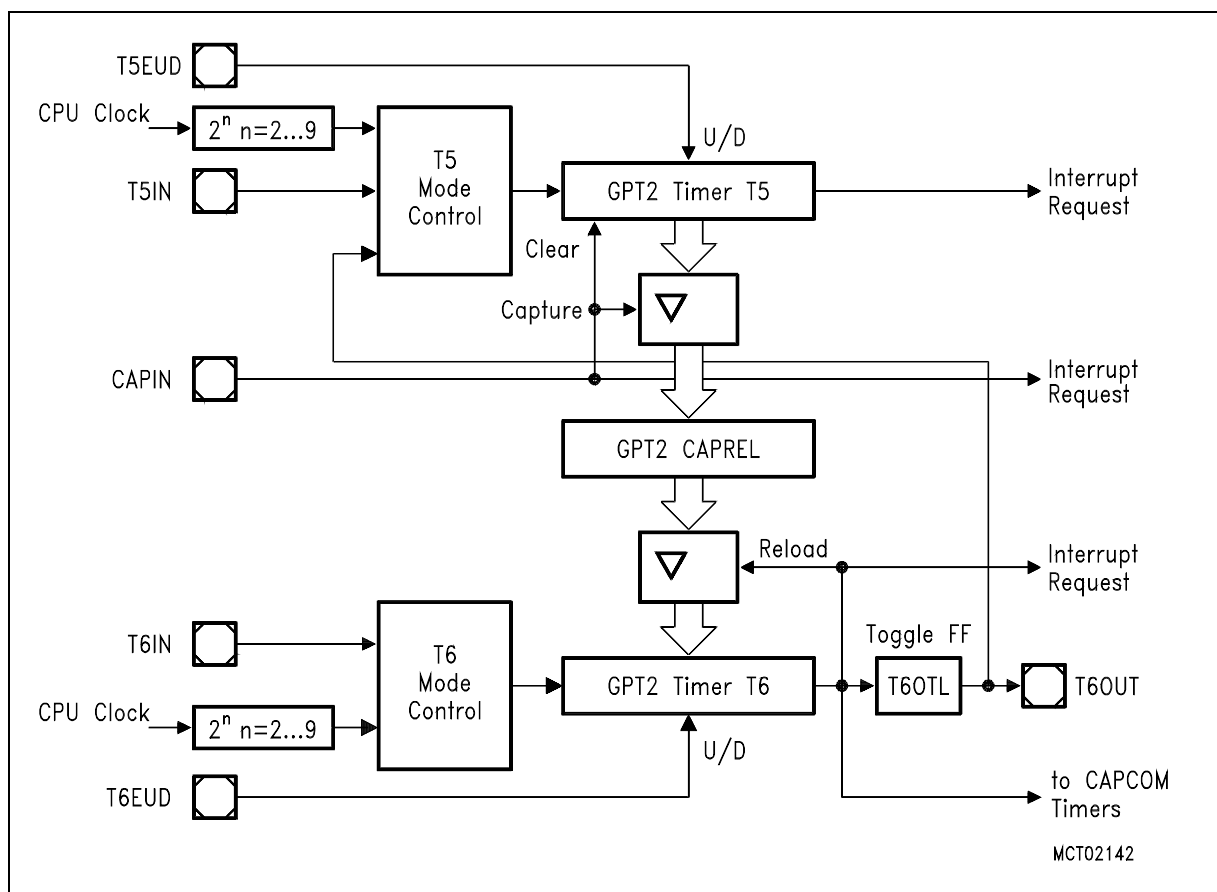 T5EUD
CPU Clock
2ⁿ n=2...9
T5IN
T5
Mode
Control
U/D
GPT2 Timer T5
Interrupt
Request
Clear
Capture
CAPIN
Interrupt
Request
GPT2 CAPREL
Reload
Interrupt
Request
T6IN
T6
Mode
Control
Toggle FF
GPT2 Timer T6
T6OTL
T6OUT
CPU Clock
2ⁿ n=2...9
U/D
T6EUD
to CAPCOM
Timers
MCT02142